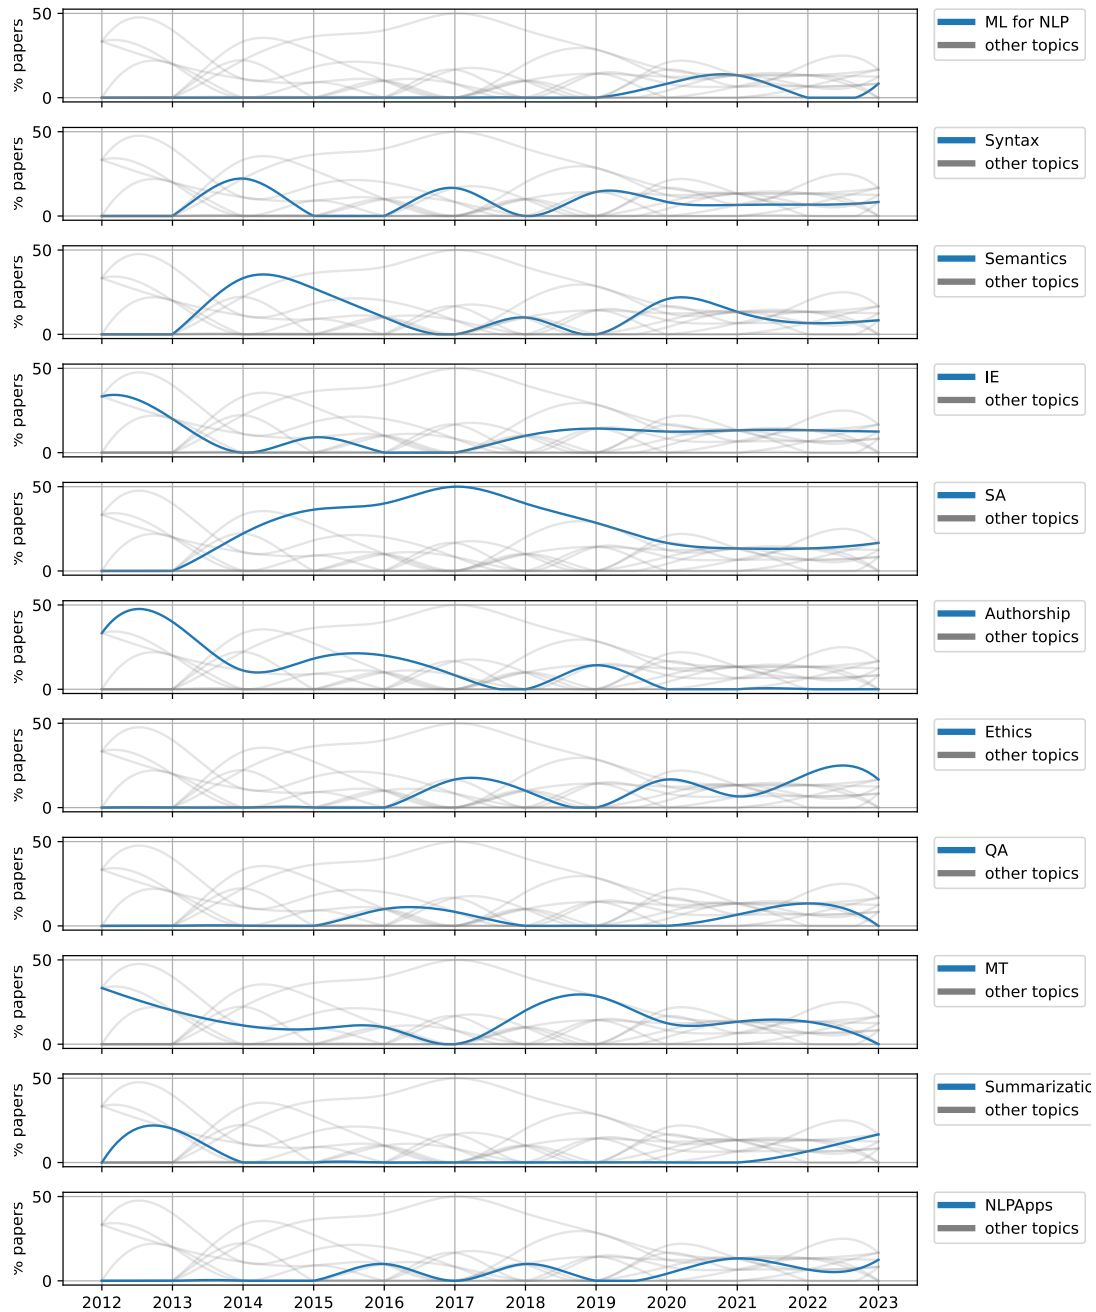 50
0
% papers
ML for NLP
other topics
50
0
% papers
Syntax
other topics
50
0
% papers
Semantics
other topics
50
0
% papers
IE
other topics
50
0
% papers
SA
other topics
50
0
% papers
Authorship
other topics
50
0
% papers
Ethics
other topics
50
0
% papers
QA
other topics
50
0
% papers
MT
other topics
50
0
% papers
Summarizatic
other topics
50
0
% papers
NLPApps
other topics
2012 2013 2014 2015 2016 2017 2018 2019 2020 2021 2022 2023